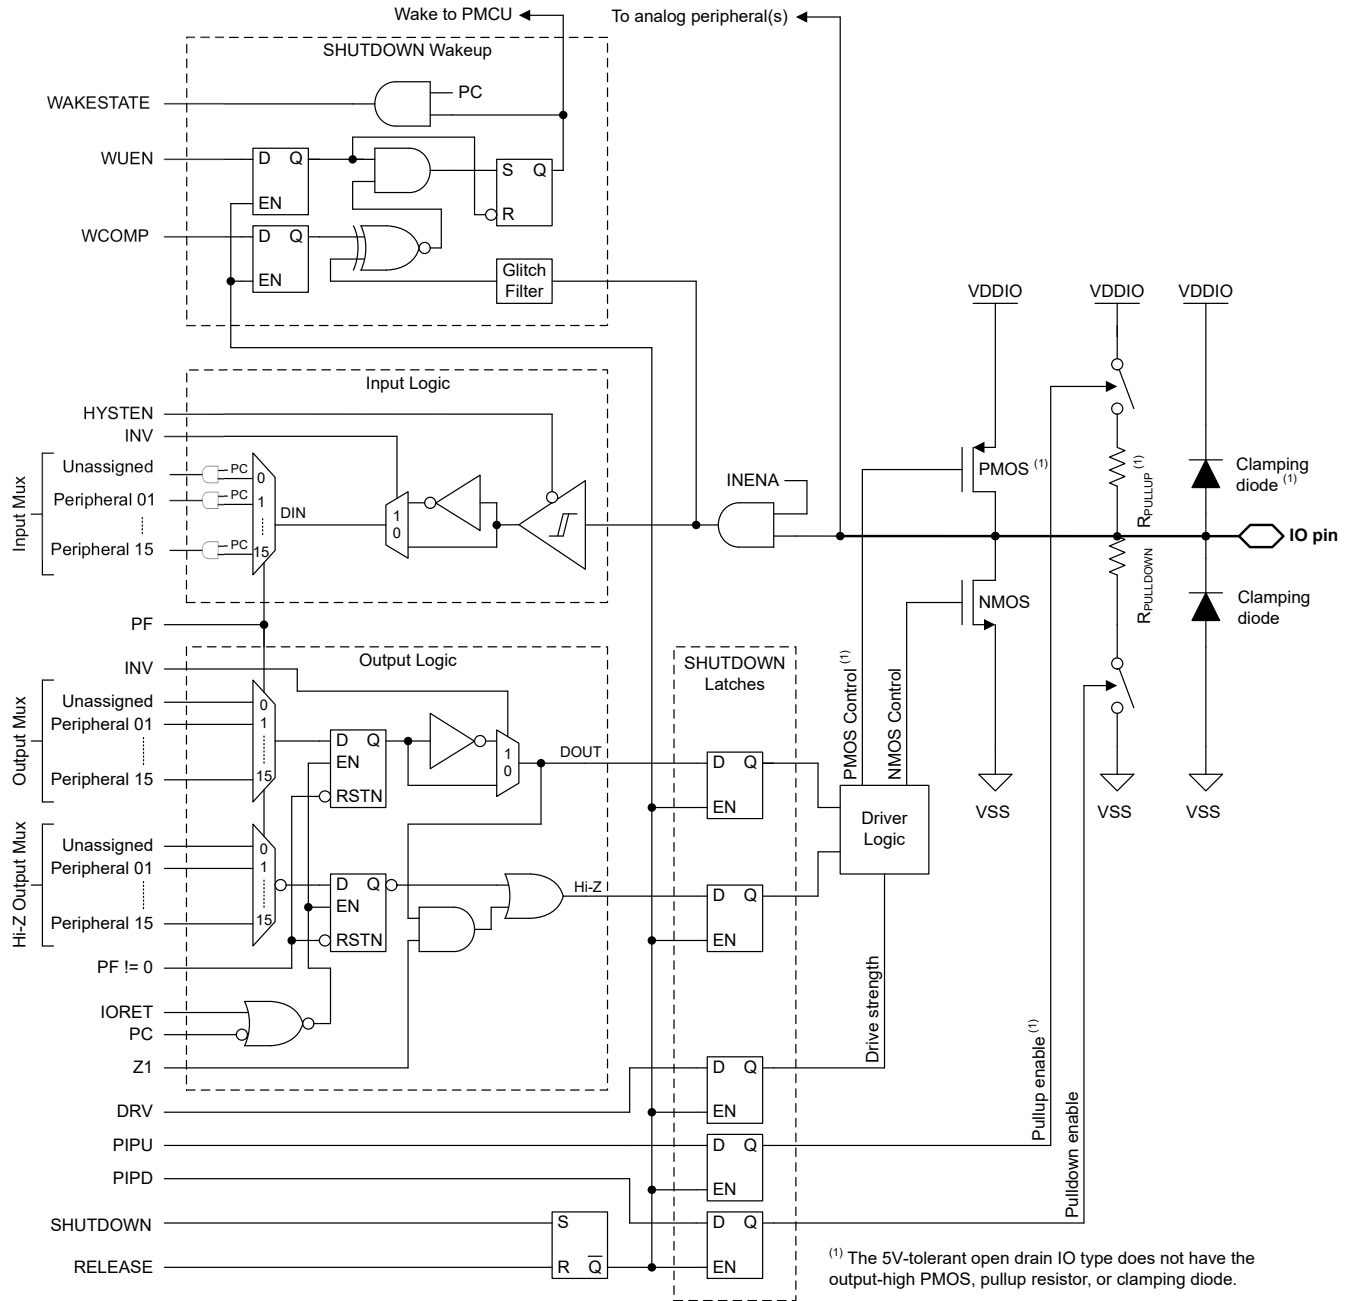 Wake to PMCU
To analog peripheral(s)
SHUTDOWN Wakeup
WAKESTATE
PC
WUEN
D Q
EN
S Q
R
WCOMP
D Q
EN
Glitch
Filter
VDDIO
VDDIO
VDDIO
Input Logic
HYSTEN
INV
Input Mux
Unassigned
PC
0
Peripheral 01
PC
1
Peripheral 15
PC
15
DIN
1
0
INENA
PMOS (1)
RPULLUP (1)
Clamping
diode (1)
IO pin
RPULLDOWN
NMOS
Clamping
diode
PF
INV
Output Logic
SHUTDOWN
Latches
PMOS Control (1)
NMOS Control
VSS
VSS
VSS
Output Mux
Unassigned
0
Peripheral 01
1
Peripheral 15
15
D Q
EN
RSTN
1
0
DOUT
D Q
EN
Driver
Logic
Hi-Z Output Mux
Unassigned
0
Peripheral 01
1
Peripheral 15
15
D Q
EN
RSTN
Hi-Z
D Q
EN
PF != 0
IORET
PC
Z1
Drive strength
D Q
EN
DRV
PIPU
D Q
EN
Pullup enable (1)
Pulldown enable
PIPD
SHUTDOWN
RELEASE
S
R Q̅
D Q
EN
(1) The 5V-tolerant open drain IO type does not have the
output-high PMOS, pullup resistor, or clamping diode.